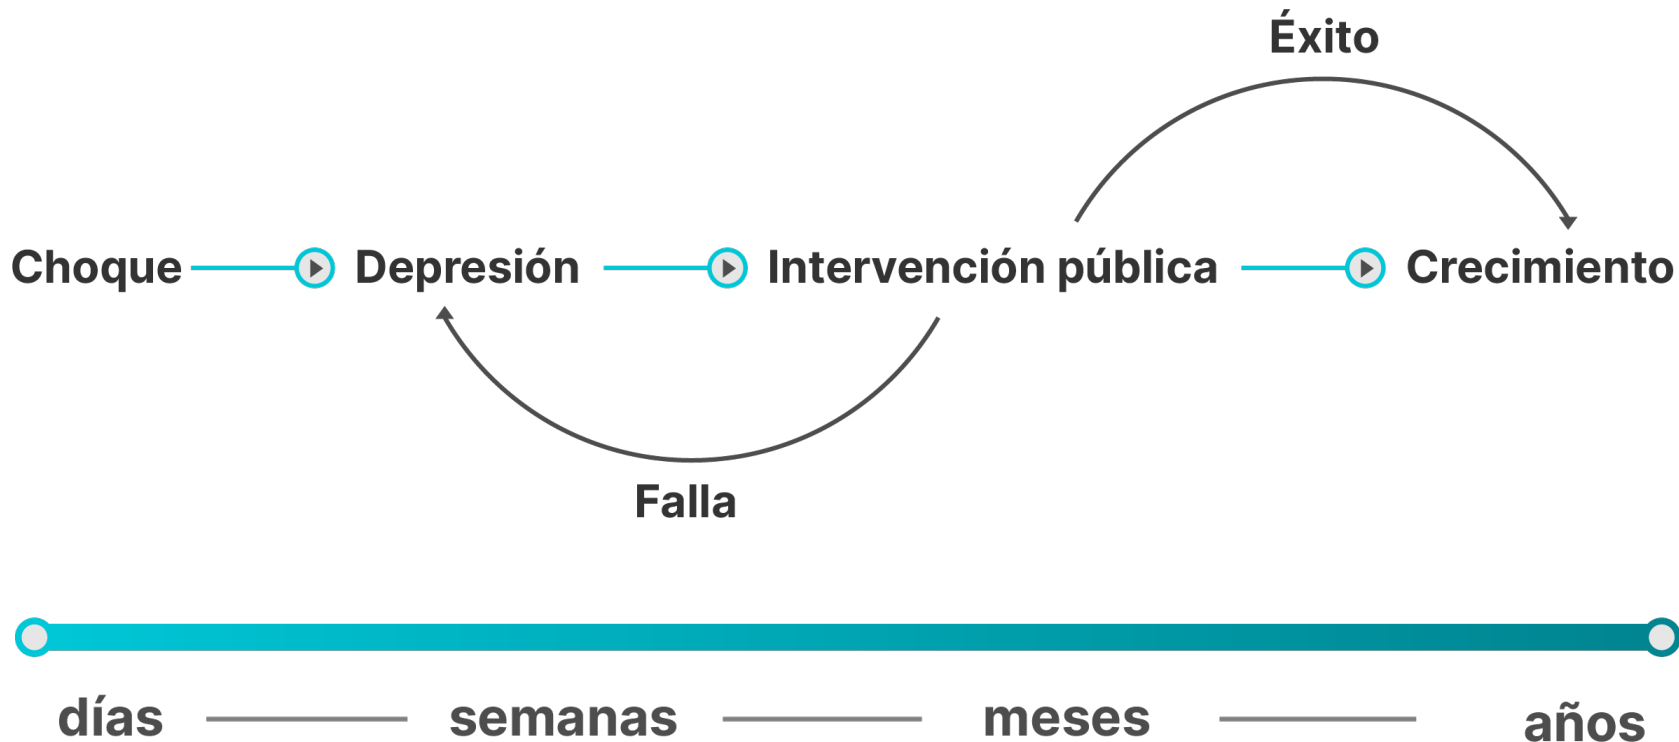 Éxito
Choque Depresión Intervención pública Crecimiento
Falla
días semanas meses años